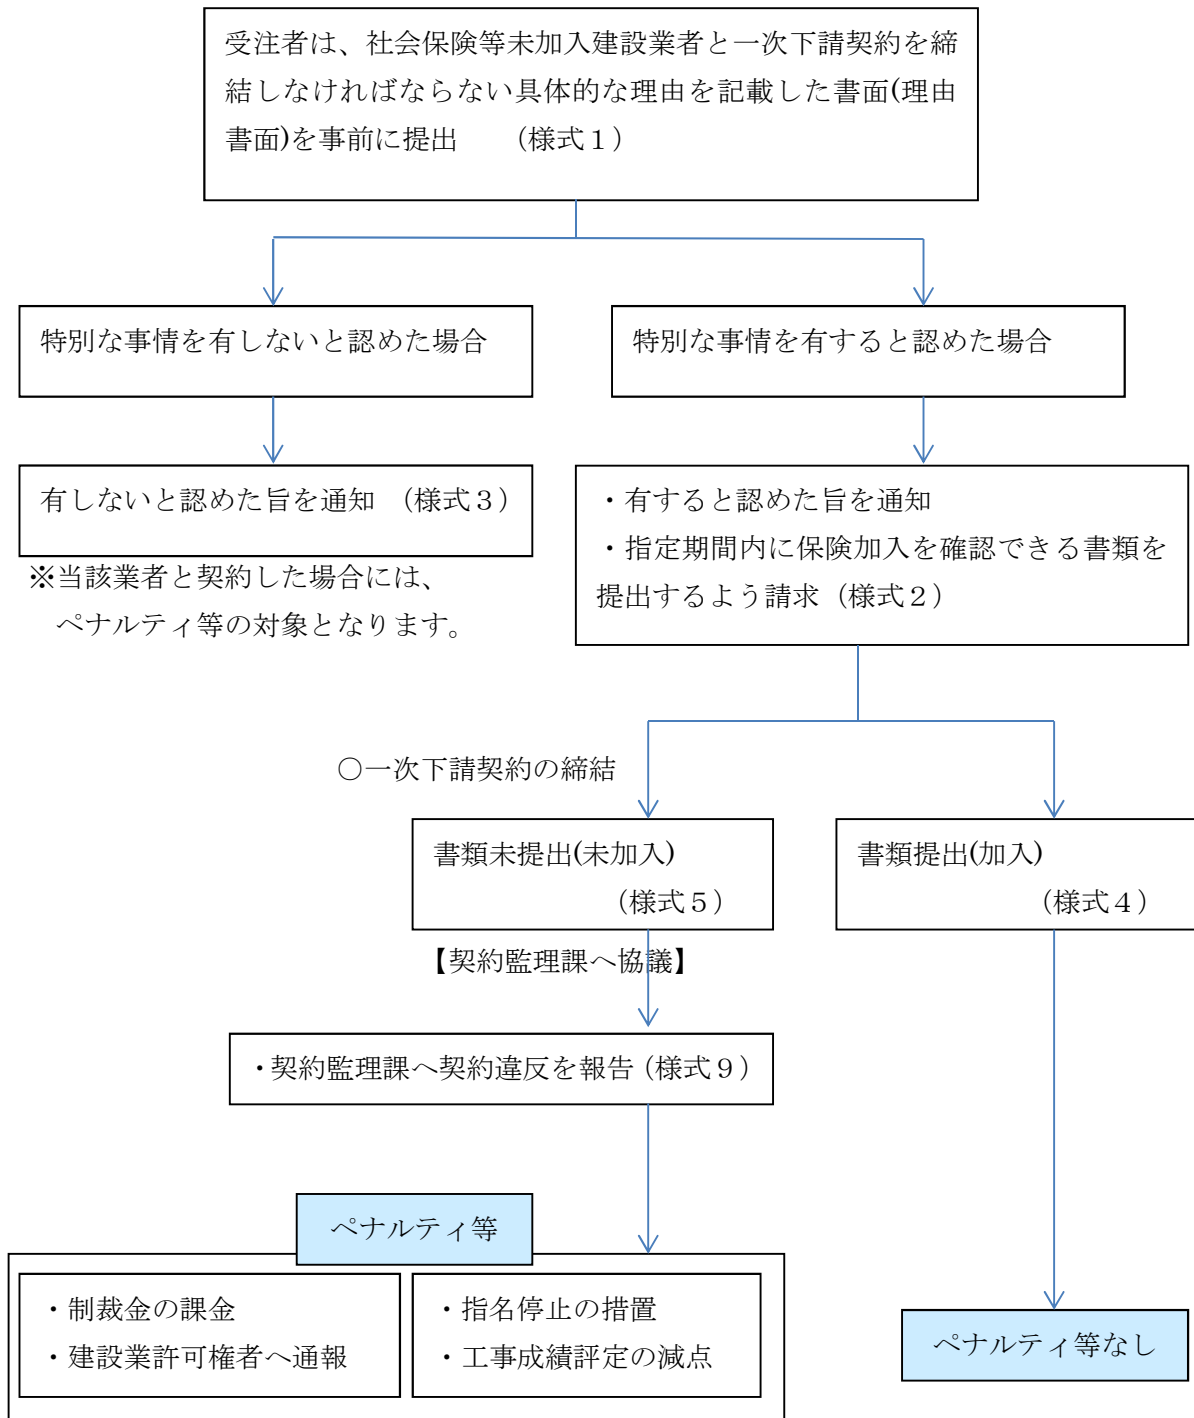 受注者は、社会保険等未加入建設業者と一次下請契約を締
結しなければならない具体的な理由を記載した書面(理由
書面)を事前に提出　（様式１）
特別な事情を有しないと認めた場合
特別な事情を有すると認めた場合
有しないと認めた旨を通知　（様式３）
※当該業者と契約した場合には、
ペナルティ等の対象となります。
・有すると認めた旨を通知
・指定期間内に保険加入を確認できる書類を
提出するよう請求（様式２）
〇一次下請契約の締結
書類未提出(未加入)
（様式５）
書類提出(加入)
（様式４）
【契約監理課へ協議】
・契約監理課へ契約違反を報告（様式９）
ペナルティ等
・制裁金の課金
・建設業許可権者へ通報
・指名停止の措置
・工事成績評定の減点
ペナルティ等なし